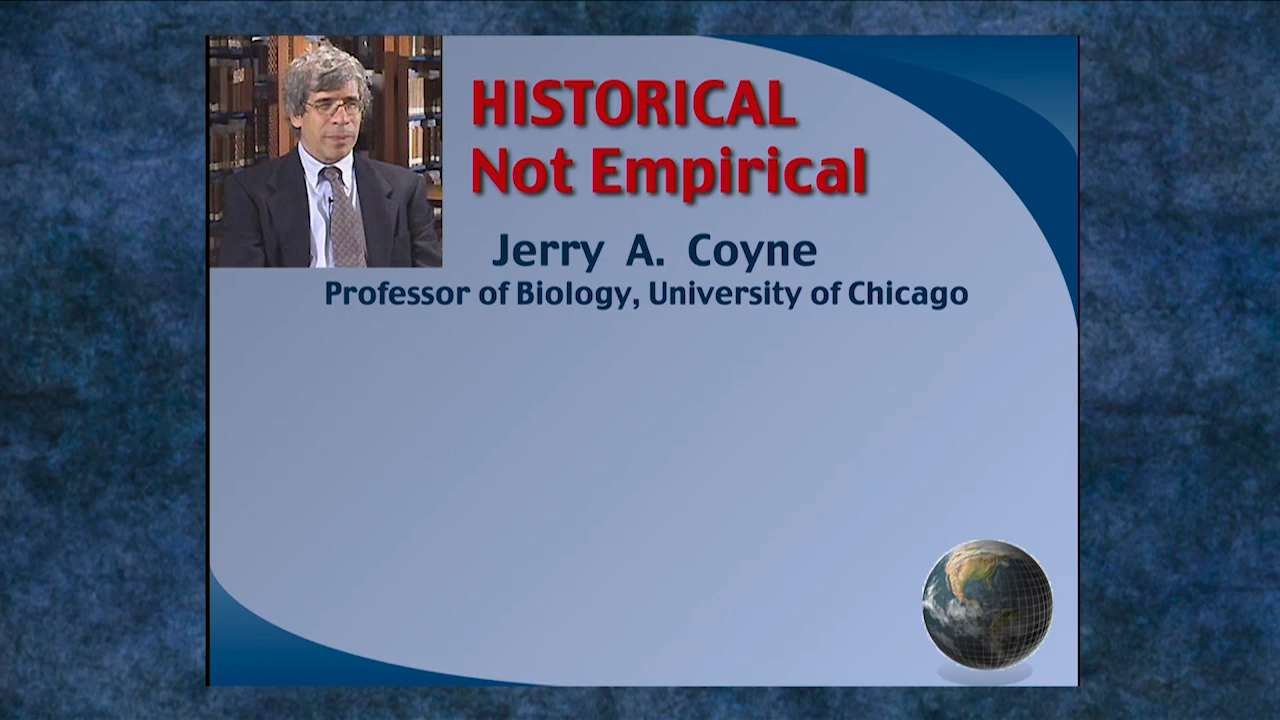 HISTORICAL
Not Empirical
Jerry A. Coyne
Professor of Biology, University of Chicago